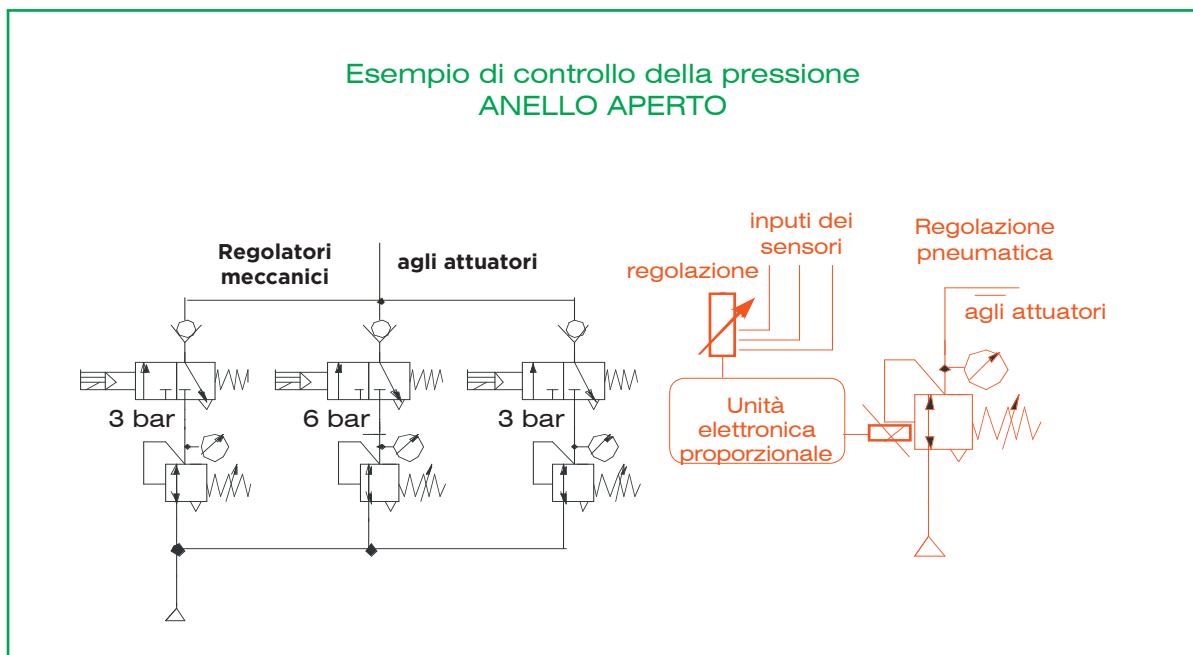 Esempio di controllo della pressione
ANELLO APERTO
Regolatori
meccanici
agli attuatori
3 bar
6 bar
3 bar
regolazione
inputi dei
sensori
Regolazione
pneumatica
agli attuatori
Unità
elettronica
proporzionale